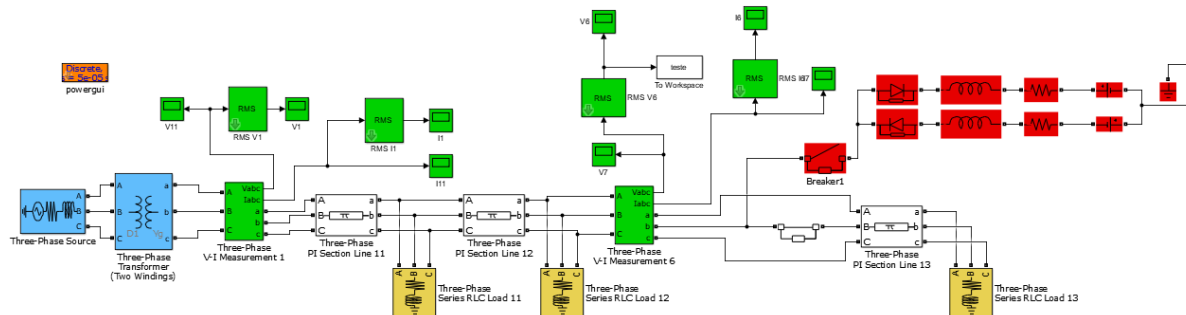 V6
I6
Discrete,
s = 5e-05 s
powergui
teste
To Workspace
RMS
RMS I67
V11
RMS
RMS V1
V1
RMS
RMS I1
I1
I11
RMS
RMS V6
V7
Breaker1
Three-Phase Source
A
B
C
A
B
C
a
b
c
D1
Yg
Three-Phase
Transformer
(Two Windings)
A
B
C
Vabc
Iabc
a
b
c
Three-Phase
V-I Measurement 1
A
B
C
a
b
c
π
Three-Phase
PI Section Line 11
A
B
C
Three-Phase
Series RLC Load 11
A
B
C
a
b
c
π
Three-Phase
PI Section Line 12
A
B
C
Three-Phase
Series RLC Load 12
A
B
C
Vabc
Iabc
a
b
c
Three-Phase
V-I Measurement 6
A
B
C
a
b
c
π
Three-Phase
PI Section Line 13
A
B
C
Three-Phase
Series RLC Load 13